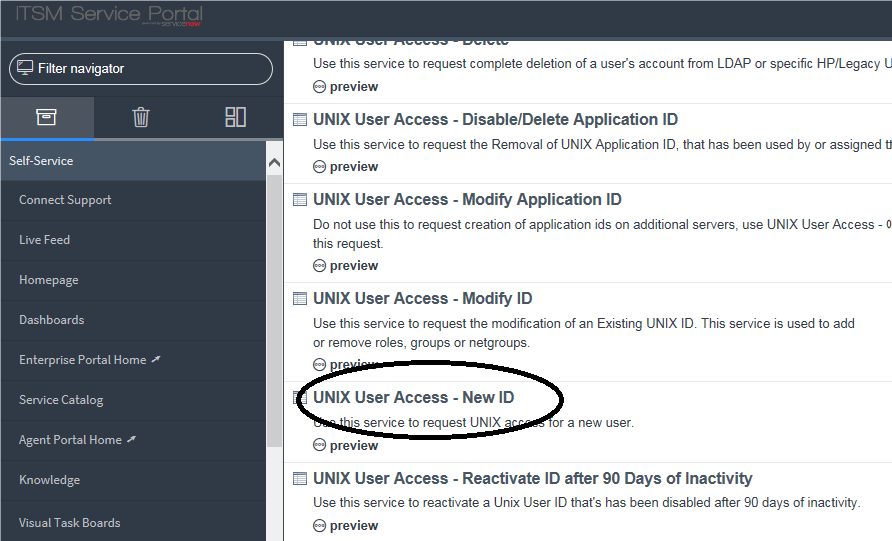 ITSM Service Portal
servicenow
Filter navigator
Self-Service
Connect Support
Live Feed
Homepage
Dashboards
Enterprise Portal Home
Service Catalog
Agent Portal Home
Knowledge
Visual Task Boards
UNIX User Access - Delete
Use this service to request complete deletion of a user's account from LDAP or specific HP/Legacy U
preview
UNIX User Access - Disable/Delete Application ID
Use this service to request the Removal of UNIX Application ID, that has been used by or assigned th
preview
UNIX User Access - Modify Application ID
Do not use this to request creation of application ids on additional servers, use UNIX User Access -
this request.
preview
UNIX User Access - Modify ID
Use this service to request the modification of an Existing UNIX ID. This service is used to add
or remove roles, groups or netgroups.
preview
UNIX User Access - New ID
Use this service to request UNIX access for a new user.
preview
UNIX User Access - Reactivate ID after 90 Days of Inactivity
Use this service to reactivate a Unix User ID that's has been disabled after 90 days of inactivity.
preview